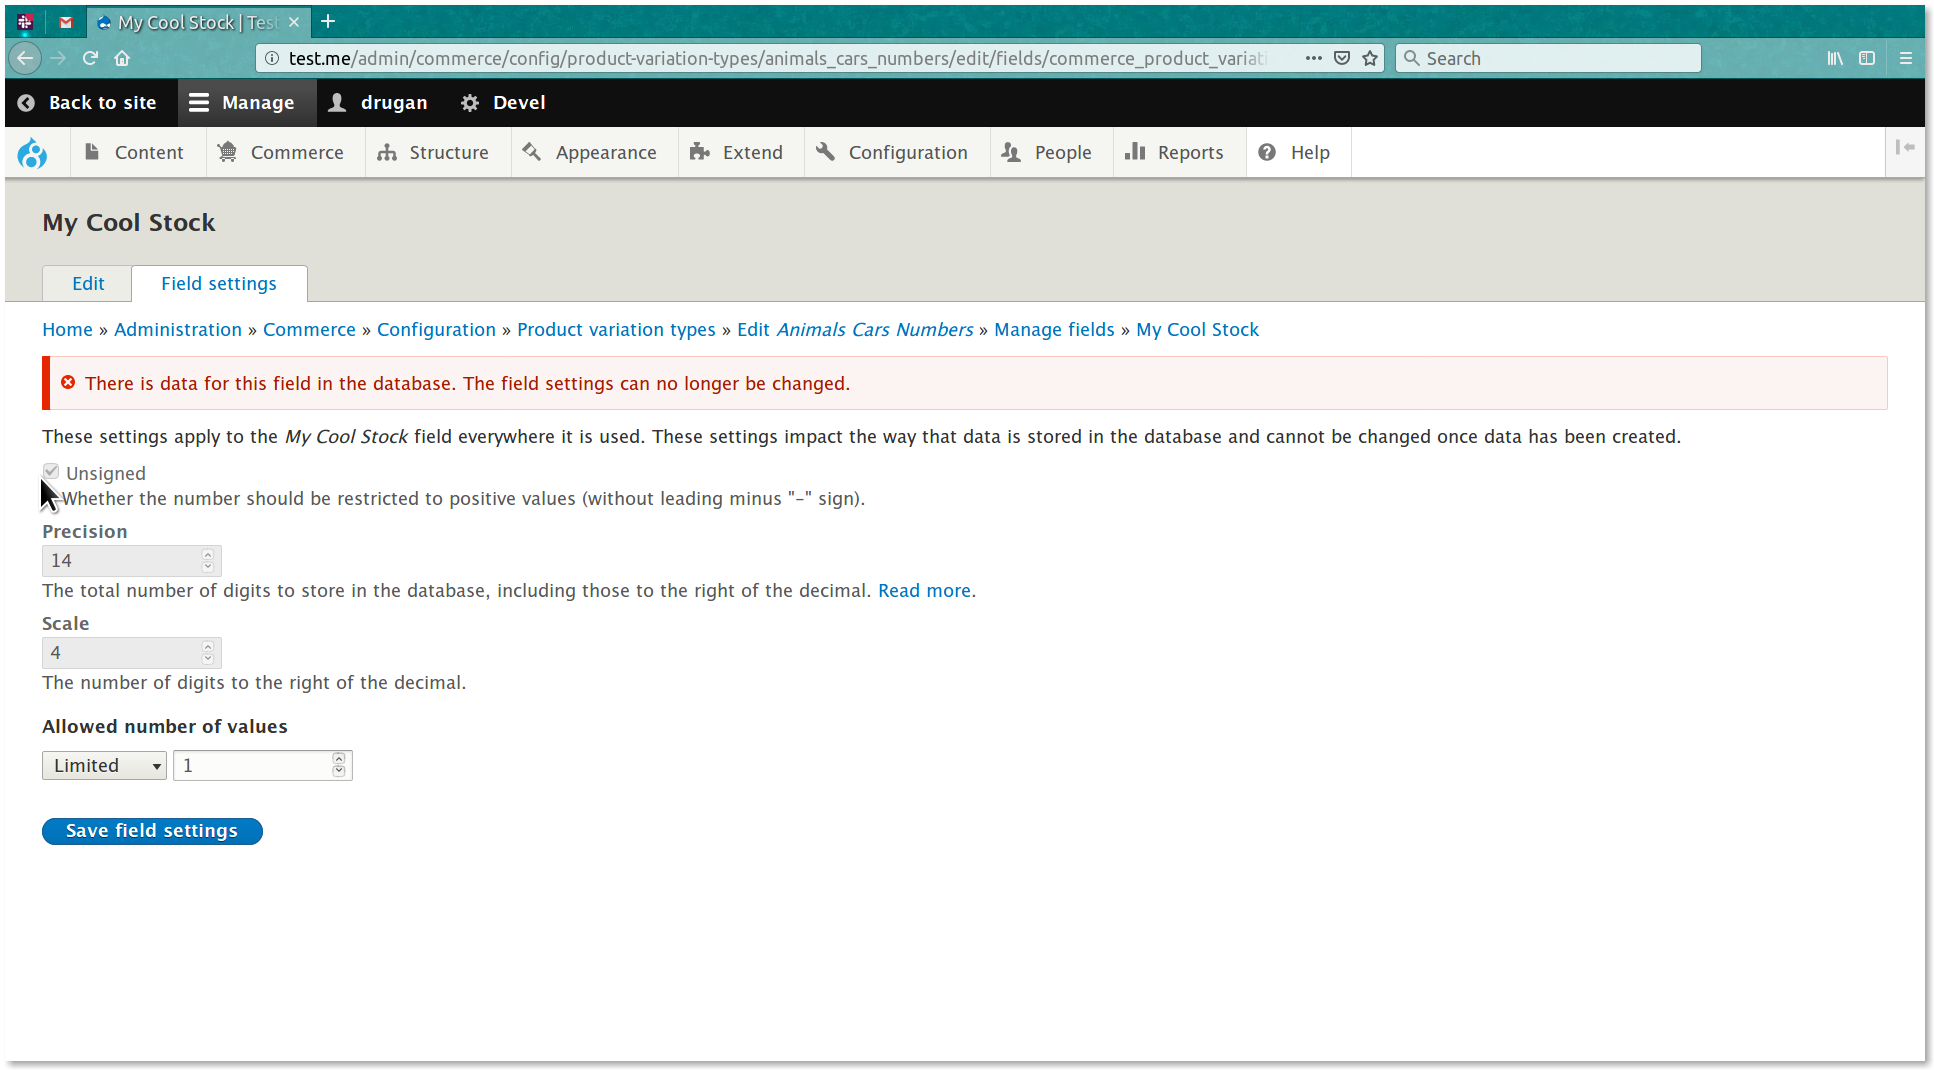 My Cool Stock | Test
test.me/admin/commerce/config/product-variation-types/animals_cars_numbers/edit/fields/commerce_product_variati
Search
Back to site Manage drugan Devel
Content Commerce Structure Appearance Extend Configuration People Reports Help
My Cool Stock
Edit Field settings
Home » Administration » Commerce » Configuration » Product variation types » Edit Animals Cars Numbers » Manage fields » My Cool Stock
There is data for this field in the database. The field settings can no longer be changed.
These settings apply to the My Cool Stock field everywhere it is used. These settings impact the way that data is stored in the database and cannot be changed once data has been created.
Unsigned
Whether the number should be restricted to positive values (without leading minus "-" sign).
Precision
14
The total number of digits to store in the database, including those to the right of the decimal. Read more.
Scale
4
The number of digits to the right of the decimal.
Allowed number of values
Limited 1
Save field settings